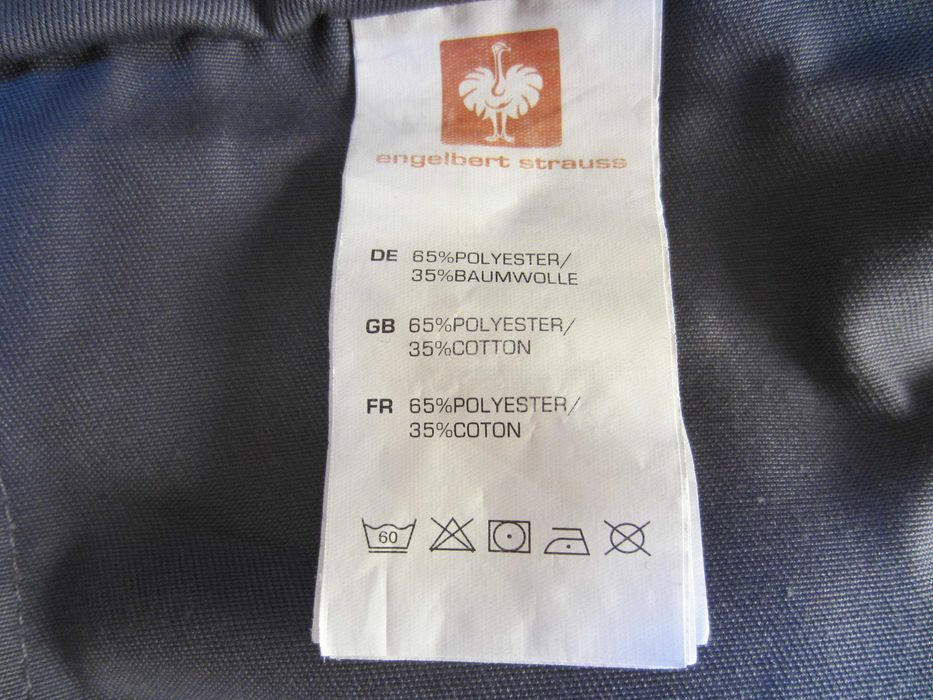 engelbert strauss
DE 65%POLYESTER/
35%BAUMWOLLE
GB 65%POLYESTER/
35%COTTON
FR 65%POLYESTER/
35%COTON
60